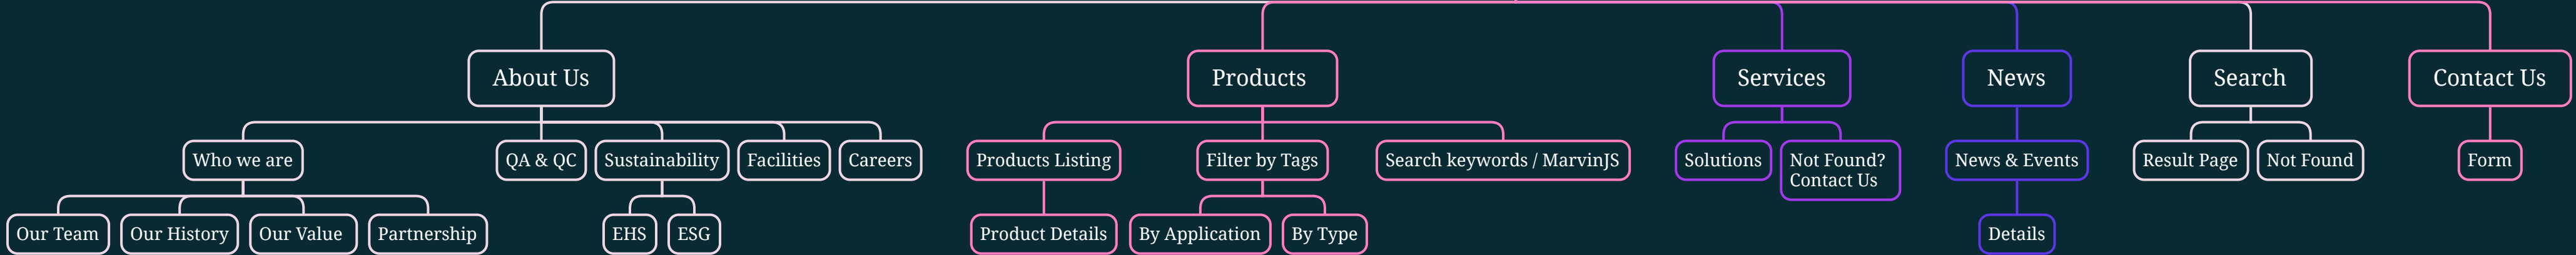 About Us
Products
Services
News
Search
Contact Us
Who we are
QA & QC
Sustainability
Facilities
Careers
Products Listing
Filter by Tags
Search keywords / MarvinJS
Solutions
Not Found?
Contact Us
News & Events
Result Page
Not Found
Form
Our Team
Our History
Our Value
Partnership
EHS
ESG
Product Details
By Application
By Type
Details